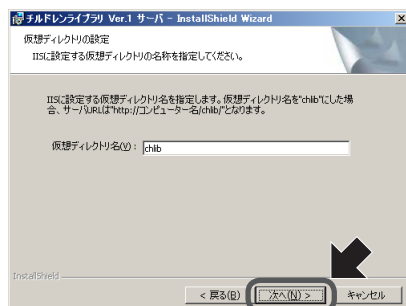 チルドレンライブラリ Ver.1 サーバ - InstallShield Wizard
仮想ディレクトリの設定
IISに設定する仮想ディレクトリの名称を指定してください。
IISに設定する仮想ディレクトリ名を指定します。仮想ディレクトリ名を"chlib"にした場
合、サーバURLは"http://コンピューター名/chlib/"となります。
仮想ディレクトリ名(V): chlib
InstallShield
< 戻る(B) 次へ(N) > キャンセル